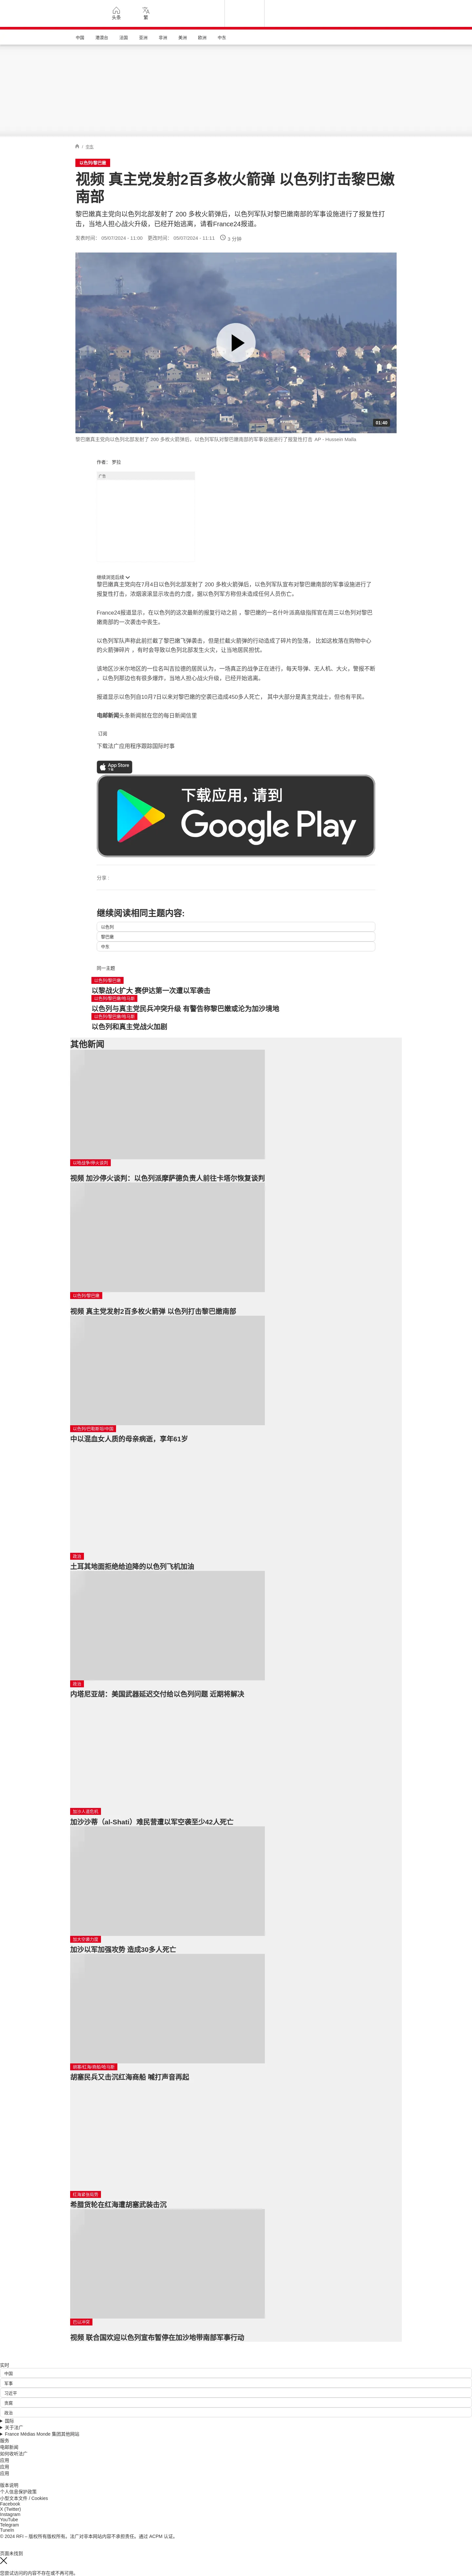 头条
繁
中国
港澳台
法国
亚洲
非洲
美洲
欧洲
中东
/ 中东
以色列/黎巴嫩
视频 真主党发射2百多枚火箭弹 以色列打击黎巴嫩
南部
黎巴嫩真主党向以色列北部发射了 200 多枚火箭弹后，以色列军队对黎巴嫩南部的军事设施进行了报复性打
击，当地人担心战火升级，已经开始逃离，请看France24报道。
发表时间： 05/07/2024 - 11:00 更改时间： 05/07/2024 - 11:11 3 分钟
01:40
黎巴嫩真主党向以色列北部发射了 200 多枚火箭弹后，以色列军队对黎巴嫩南部的军事设施进行了报复性打击 AP - Hussein Malla
作者： 罗拉
广告
继续浏览后续
黎巴嫩真主党向在7月4日以色列北部发射了 200 多枚火箭弹后，以色列军队宣布对黎巴嫩南部的军事设施进行了
报复性打击，浓烟滚滚显示攻击的力度，据以色列军方称但未造成任何人员伤亡。
France24报道显示，在以色列的这次最新的报复行动之前 ，黎巴嫩的一名什叶派高级指挥官在周三以色列对黎巴
嫩南部的一次袭击中丧生。
以色列军队声称此前拦截了黎巴嫩飞弹袭击，但是拦截火箭弹的行动造成了碎片的坠落， 比如这枚落在购物中心
的火箭弹碎片 ，有时会导致以色列北部发生火灾，让当地居民担忧。
该地区沙米尔地区的一位名叫吉拉德的居民认为，一场真正的战争正在进行，每天导弹、无人机、大火，警报不断
，以色列那边也有很多爆炸，当地人担心战火升级，已经开始逃离。
报道显示以色列自10月7日以来对黎巴嫩的空袭已造成450多人死亡， 其中大部分是真主党战士，但也有平民。
电邮新闻头条新闻就在您的每日新闻信里
订阅
下载法广应用程序跟踪国际时事
App Store
下载应用，请到
Google Play
分享 :
继续阅读相同主题内容:
以色列
黎巴嫩
中东
同一主题
以色列/黎巴嫩
以黎战火扩大 赛伊达第一次遭以军袭击
以色列/黎巴嫩/哈马斯
以色列与真主党民兵冲突升级 有警告称黎巴嫩或沦为加沙境地
以色列/黎巴嫩/哈马斯
以色列和真主党战火加剧
其他新闻
以哈战争/停火谈判
视频 加沙停火谈判：以色列派摩萨德负责人前往卡塔尔恢复谈判
以色列/黎巴嫩
视频 真主党发射2百多枚火箭弹 以色列打击黎巴嫩南部
以色列/巴勒斯坦/中国
中以混血女人质的母亲病逝，享年61岁
政治
土耳其地面拒绝给迫降的以色列飞机加油
政治
内塔尼亚胡：美国武器延迟交付给以色列问题 近期将解决
加沙人道危机
加沙沙蒂（al-Shati）难民营遭以军空袭至少42人死亡
加大空袭力度
加沙以军加强攻势 造成30多人死亡
胡塞/红海/商船/哈马斯
胡塞民兵又击沉红海商船 喊打声音再起
红海紧张局势
希腊货轮在红海遭胡塞武装击沉
巴以冲突
视频 联合国欢迎以色列宣布暂停在加沙地带南部军事行动
实时
中国
军事
习近平
贪腐
政治
国际
关于法广
France Médias Monde 集团其他网站
服务
电邮新闻
如何收听法广
应用
应用
应用
版本说明
个人信息保护政策
小型文本文件 / Cookies
Facebook
X (Twitter)
Instagram
YouTube
Telegram
TuneIn
© 2024 RFI – 版权所有版权所有。法广对非本网站内容不承担责任。通过 ACPM 认证。
页面未找到
您尝试访问的内容不存在或不再可用。